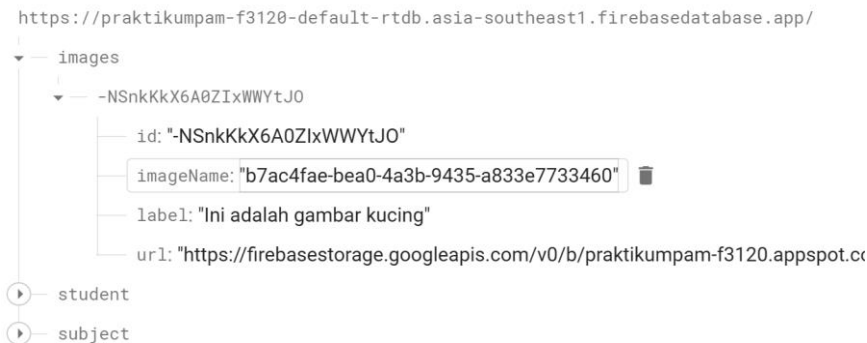 https://praktikumpam-f3120-default-rtdb.asia-southeast1.firebasedatabase.app/
images
-NSnkKkX6A0ZIxWWYtJO
id: "-NSnkKkX6A0ZIxWWYtJO"
imageName: "b7ac4fae-bea0-4a3b-9435-a833e7733460"
label: "Ini adalah gambar kucing"
url: "https://firebasestorage.googleapis.com/v0/b/praktikumpam-f3120.appspot.co
student
subject